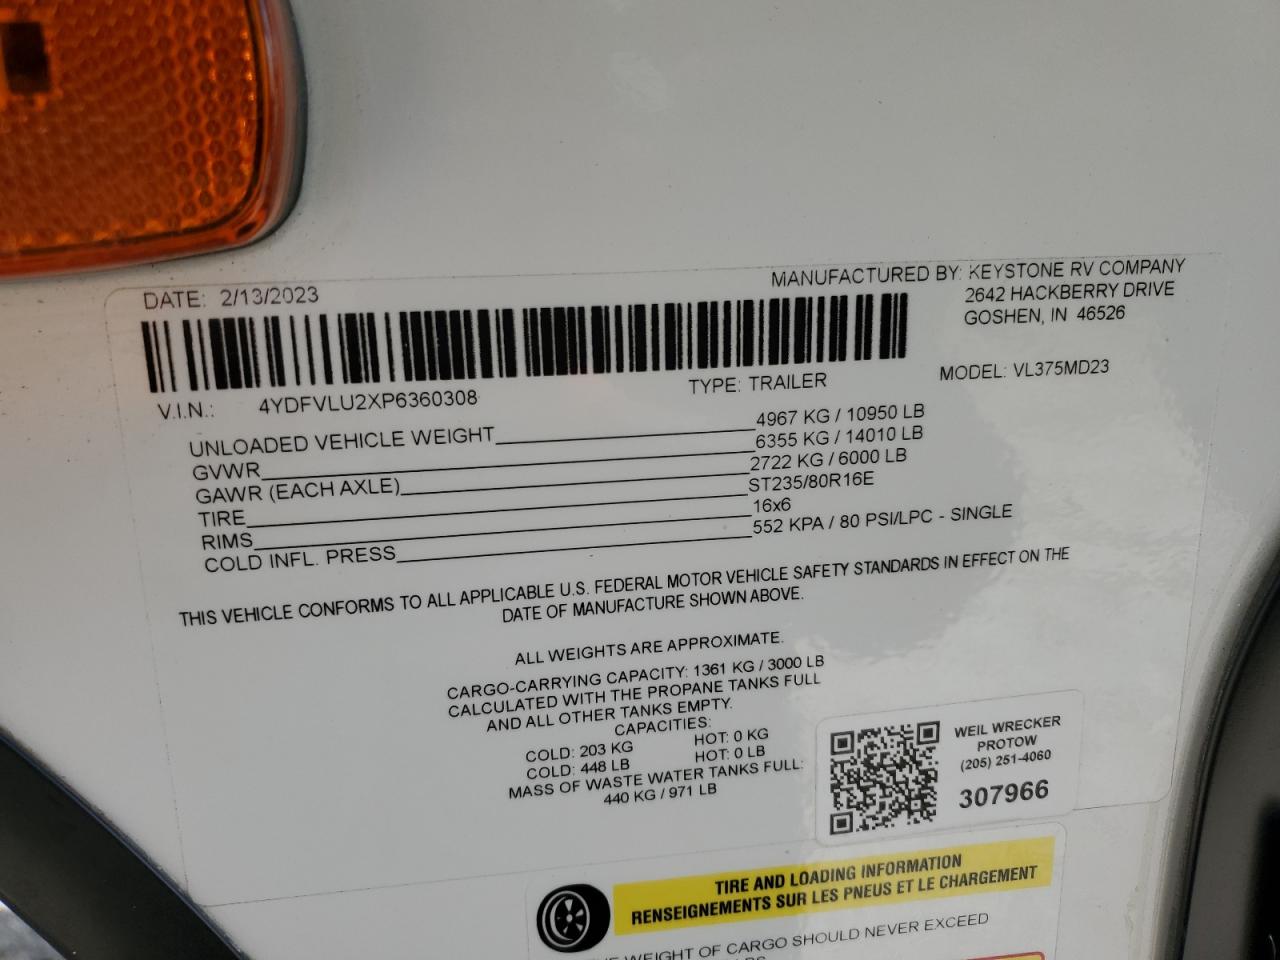 DATE: 2/13/2023
MANUFACTURED BY: KEYSTONE RV COMPANY
2642 HACKBERRY DRIVE
GOSHEN, IN 46526
V.I.N.: 4YDFVLU2XP6360308
TYPE: TRAILER
MODEL: VL375MD23
UNLOADED VEHICLE WEIGHT 4967 KG / 10950 LB
GVWR 6355 KG / 14010 LB
GAWR (EACH AXLE) 2722 KG / 6000 LB
TIRE ST235/80R16E
RIMS 16x6
COLD INFL. PRESS 552 KPA / 80 PSI/LPC - SINGLE
THIS VEHICLE CONFORMS TO ALL APPLICABLE U.S. FEDERAL MOTOR VEHICLE SAFETY STANDARDS IN EFFECT ON THE
DATE OF MANUFACTURE SHOWN ABOVE.
ALL WEIGHTS ARE APPROXIMATE.
CARGO-CARRYING CAPACITY: 1361 KG / 3000 LB
CALCULATED WITH THE PROPANE TANKS FULL
AND ALL OTHER TANKS EMPTY.
CAPACITIES:
COLD: 203 KG HOT: 0 KG
COLD: 448 LB HOT: 0 LB
MASS OF WASTE WATER TANKS FULL:
440 KG / 971 LB
WEIL WRECKER
PROTOW
(205) 251-4060
307966
TIRE AND LOADING INFORMATION
RENSEIGNEMENTS SUR LES PNEUS ET LE CHARGEMENT
WEIGHT OF CARGO SHOULD NEVER EXCEED